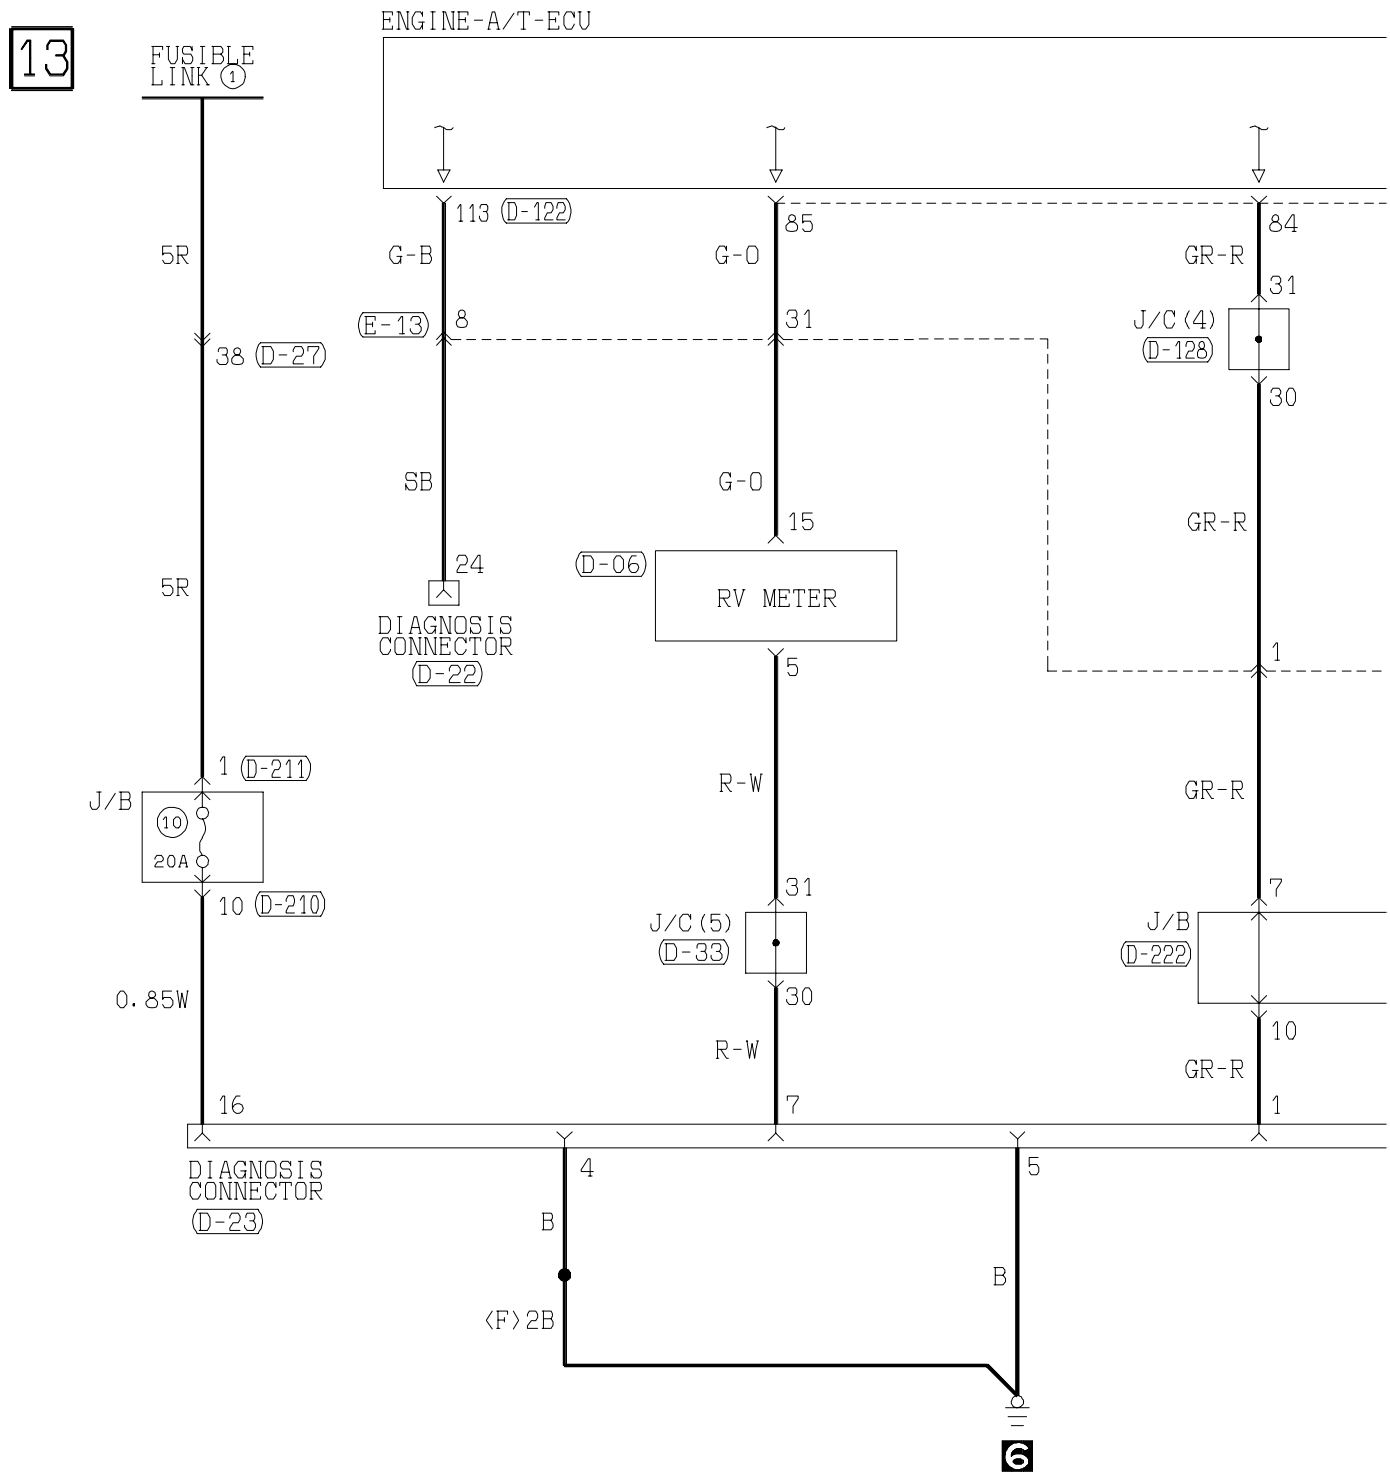 ENGINE-A/T-ECU
13
FUSIBLE
LINK ①
113 (D-122)
85
84
5R
G-B
G-O
GR-R
31
(E-13) 8
31
J/C(4)
(D-128)
38 (D-27)
30
SB
G-O
15
GR-R
24
(D-06)
5R
RV METER
DIAGNOSIS
CONNECTOR
(D-22)
5
1
1 (D-211)
R-W
GR-R
J/B
⑩
20A
31
7
10 (D-210)
J/C(5)
(D-33)
J/B
(D-222)
0.85W
30
10
R-W
GR-R
16
7
1
DIAGNOSIS
CONNECTOR
(D-23)
4
5
B
B
<F>2B
6